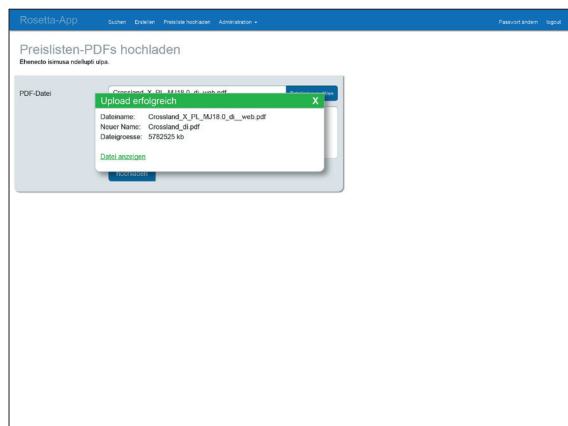 Rosetta-App Suchen Erstellen Preisliste hochladen Administration Passwort ändern logout
Preislisten-PDFs hochladen
Ehenecto isimusa ndellupti ulpa.
PDF-Datei
Upload erfolgreich X
Dateiname: Crossland_X_PL_MJ18.0_di__web.pdf
Neuer Name: Crossland_di.pdf
Dateigroesse: 5782525 kb
Datei anzeigen
hochladen